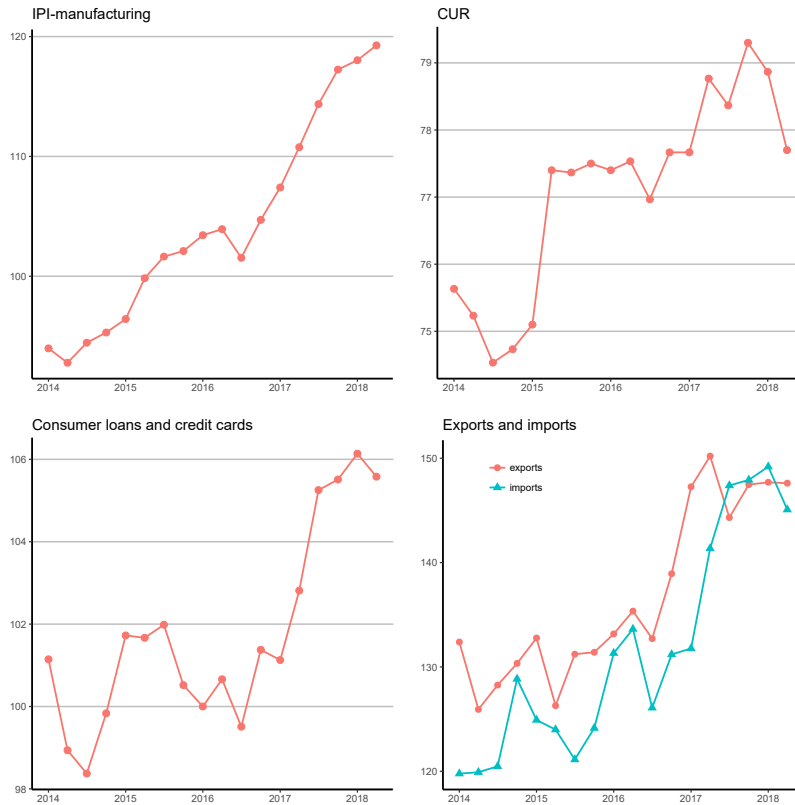 IPI-manufacturing
120
110
100
2014 2015 2016 2017 2018
CUR
79
78
77
76
75
2014 2015 2016 2017 2018
Consumer loans and credit cards
106
104
102
100
98
2014 2015 2016 2017 2018
Exports and imports
exports
imports
150
140
130
120
2014 2015 2016 2017 2018